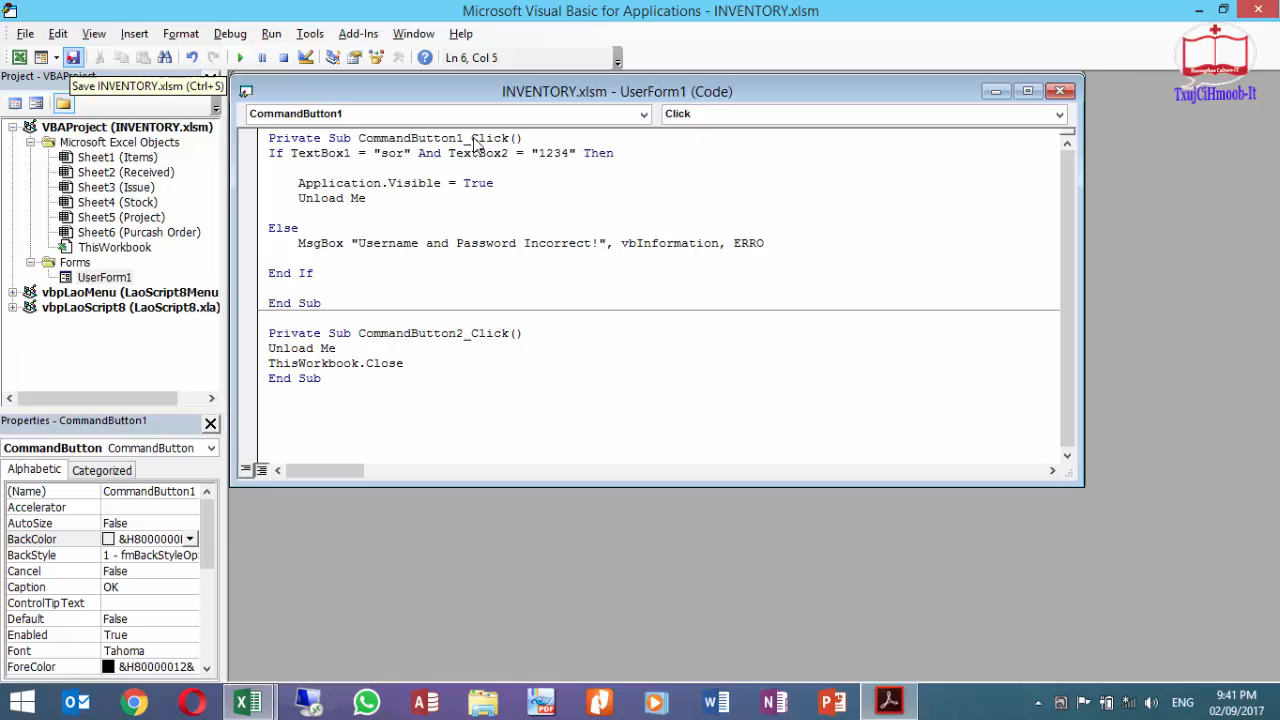 Microsoft Visual Basic for Applications - INVENTORY.xlsm
File Edit View Insert Format Debug Run Tools Add-Ins Window Help
Ln 6, Col 5
Project - VBAProject
Save INVENTORY.xlsm (Ctrl+S)
TxujCiHmoob-It
VBAProject (INVENTORY.xlsm)
Microsoft Excel Objects
Sheet1 (Items)
Sheet2 (Received)
Sheet3 (Issue)
Sheet4 (Stock)
Sheet5 (Project)
Sheet6 (Purcash Order)
ThisWorkbook
Forms
UserForm1
vbpLaoMenu (LaoScript8Menu
vbpLaoScript8 (LaoScript8.xla)
INVENTORY.xlsm - UserForm1 (Code)
CommandButton1 Click
Private Sub CommandButton1_Click()
If TextBox1 = "sor" And TextBox2 = "1234" Then
Application.Visible = True
Unload Me
Else
MsgBox "Username and Password Incorrect!", vbInformation, ERRO
End If
End Sub
Private Sub CommandButton2_Click()
Unload Me
ThisWorkbook.Close
End Sub
Properties - CommandButton1
CommandButton1 CommandButton
Alphabetic Categorized
(Name) CommandButton1
Accelerator
AutoSize False
BackColor &H8000000
BackStyle 1 - fmBackStyleOp
Cancel False
Caption OK
ControlTipText
Default False
Enabled True
Font Tahoma
ForeColor &H80000012&
ENG
9:41 PM
02/09/2017